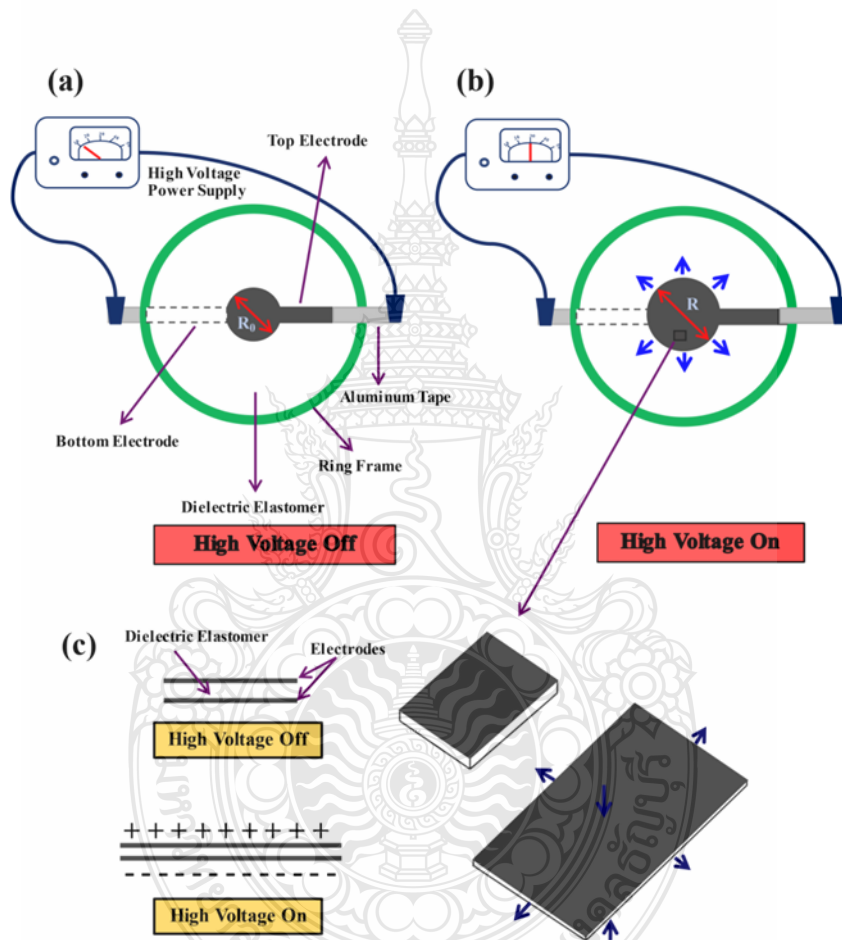 (a)
(b)
Top Electrode
High Voltage
Power Supply
R₀
R
Aluminum Tape
Bottom Electrode
Ring Frame
Dielectric Elastomer
High Voltage Off
High Voltage On
(c)
Dielectric Elastomer
Electrodes
High Voltage Off
+ + + + + + + + +
- - - - - - - - - - - -
High Voltage On